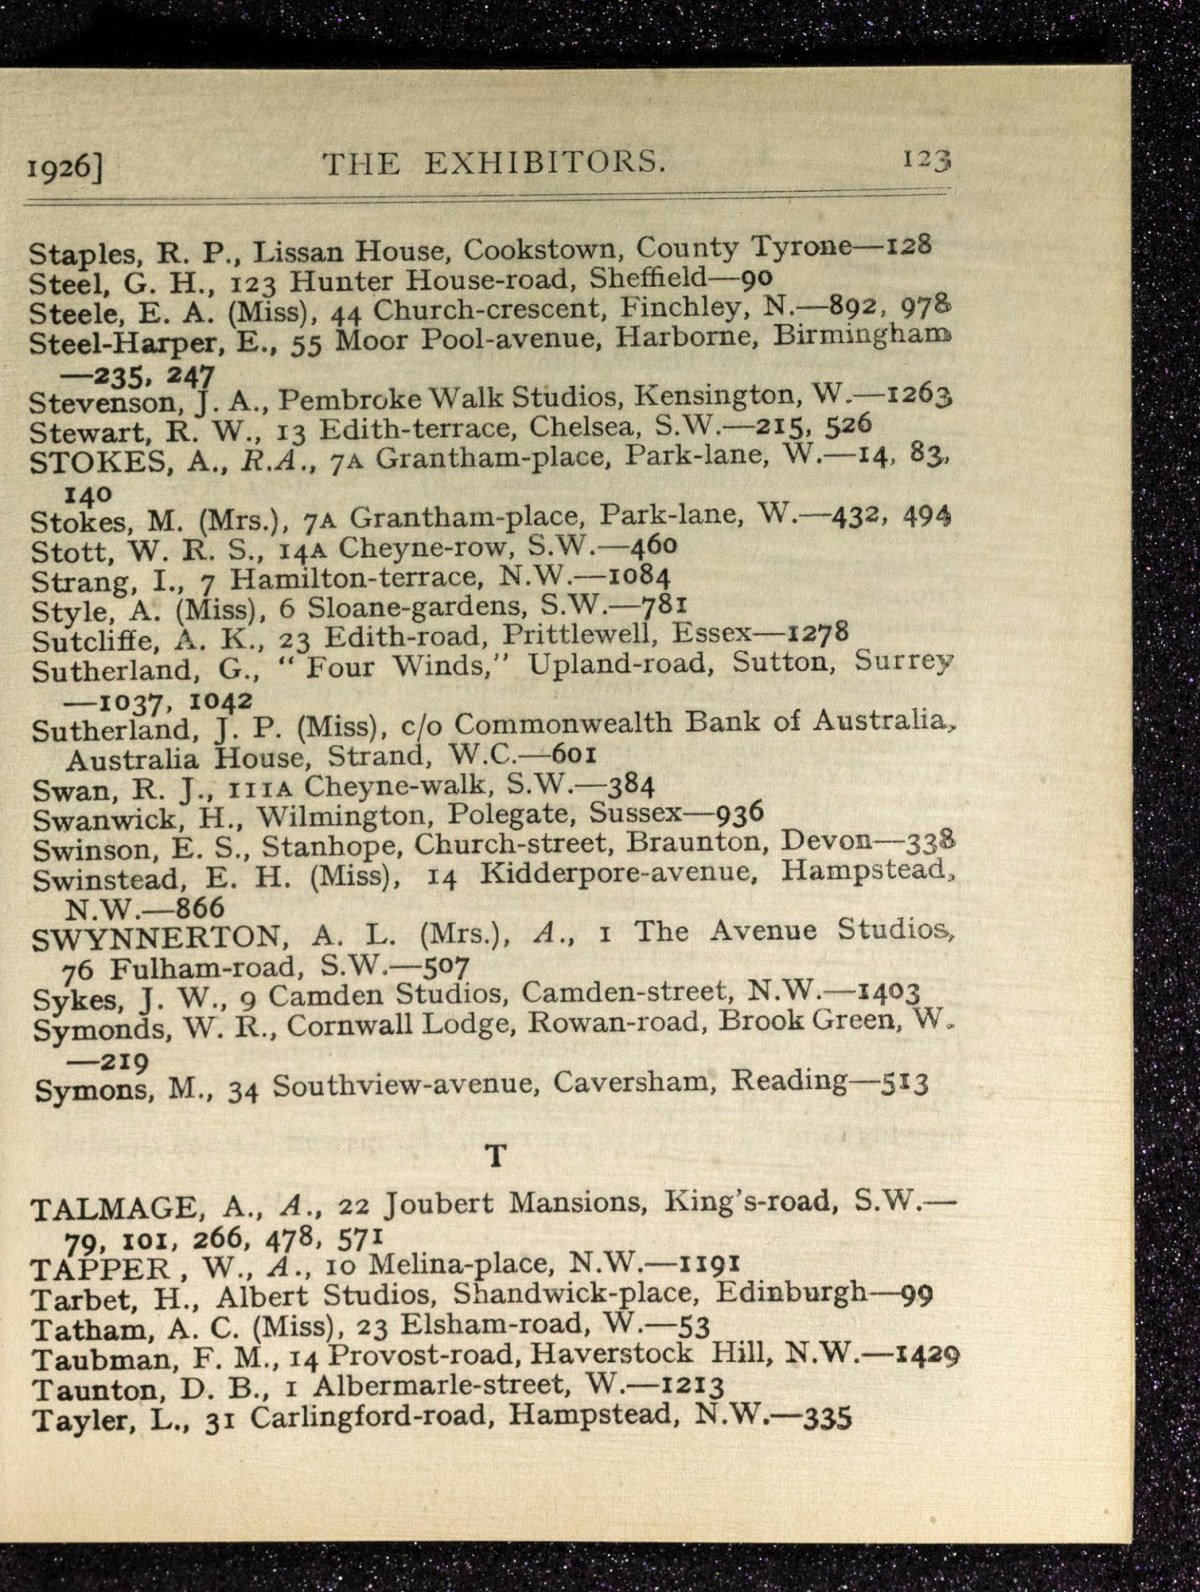 1926] THE EXHIBITORS. 123
Staples, R. P., Lissan House, Cookstown, County Tyrone—128
Steel, G. H., 123 Hunter House-road, Sheffield—90
Steele, E. A. (Miss), 44 Church-crescent, Finchley, N.—892, 978
Steel-Harper, E., 55 Moor Pool-avenue, Harborne, Birmingham
—235, 247
Stevenson, J. A., Pembroke Walk Studios, Kensington, W.—1263
Stewart, R. W., 13 Edith-terrace, Chelsea, S.W.—215, 526
STOKES, A., R.A., 7A Grantham-place, Park-lane, W.—14, 83,
140
Stokes, M. (Mrs.), 7A Grantham-place, Park-lane, W.—432, 494
Stott, W. R. S., 14A Cheyne-row, S.W.—460
Strang, I., 7 Hamilton-terrace, N.W.—1084
Style, A. (Miss), 6 Sloane-gardens, S.W.—781
Sutcliffe, A. K., 23 Edith-road, Prittlewell, Essex—1278
Sutherland, G., “Four Winds,” Upland-road, Sutton, Surrey
—1037, 1042
Sutherland, J. P. (Miss), c/o Commonwealth Bank of Australia,
Australia House, Strand, W.C.—601
Swan, R. J., 111A Cheyne-walk, S.W.—384
Swanwick, H., Wilmington, Polegate, Sussex—936
Swinson, E. S., Stanhope, Church-street, Braunton, Devon—338
Swinstead, E. H. (Miss), 14 Kidderpore-avenue, Hampstead,
N.W.—866
SWYNNERTON, A. L. (Mrs.), A., 1 The Avenue Studios,
76 Fulham-road, S.W.—507
Sykes, J. W., 9 Camden Studios, Camden-street, N.W.—1403
Symonds, W. R., Cornwall Lodge, Rowan-road, Brook Green, W.
—219
Symons, M., 34 Southview-avenue, Caversham, Reading—513
T
TALMAGE, A., A., 22 Joubert Mansions, King's-road, S.W.—
79, 101, 266, 478, 571
TAPPER, W., A., 10 Melina-place, N.W.—1191
Tarbet, H., Albert Studios, Shandwick-place, Edinburgh—99
Tatham, A. C. (Miss), 23 Elsham-road, W.—53
Taubman, F. M., 14 Provost-road, Haverstock Hill, N.W.—1429
Taunton, D. B., 1 Albermarle-street, W.—1213
Tayler, L., 31 Carlingford-road, Hampstead, N.W.—335